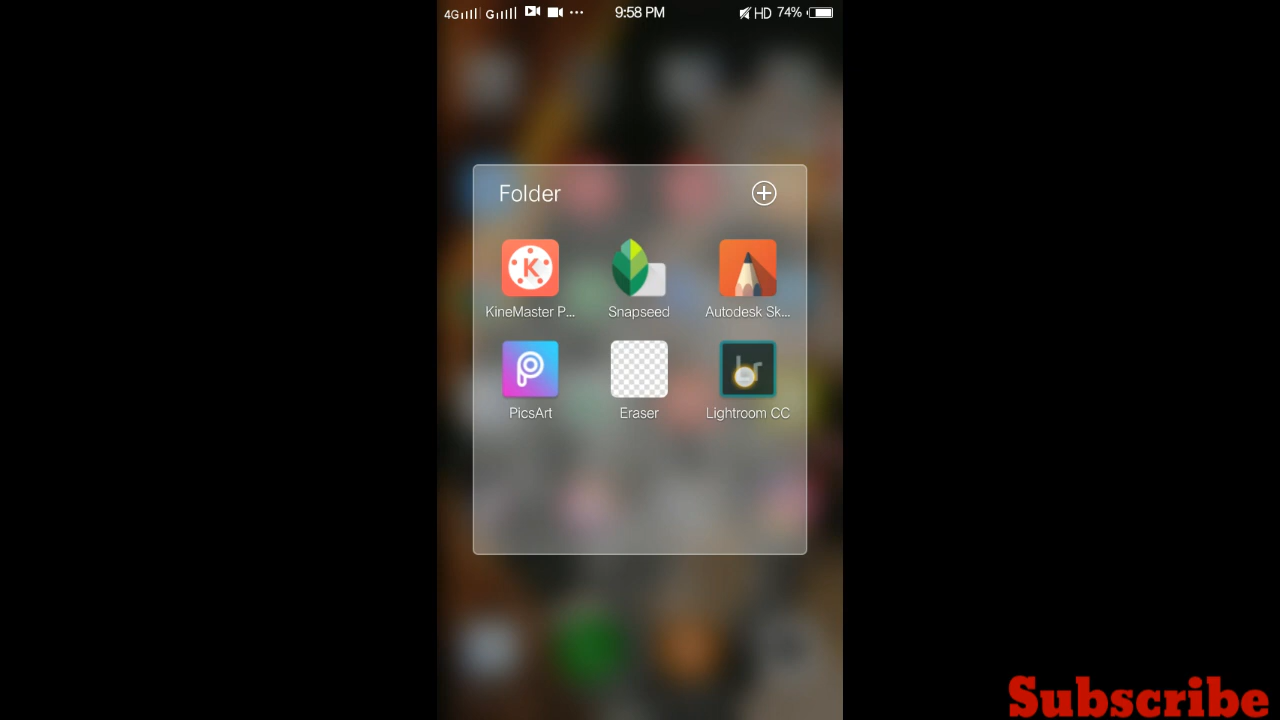 4G G ··· 9:58 PM HD 74%
Folder
KineMaster P... Snapseed Autodesk Sk...
PicsArt Eraser Lightroom CC
Subscribe